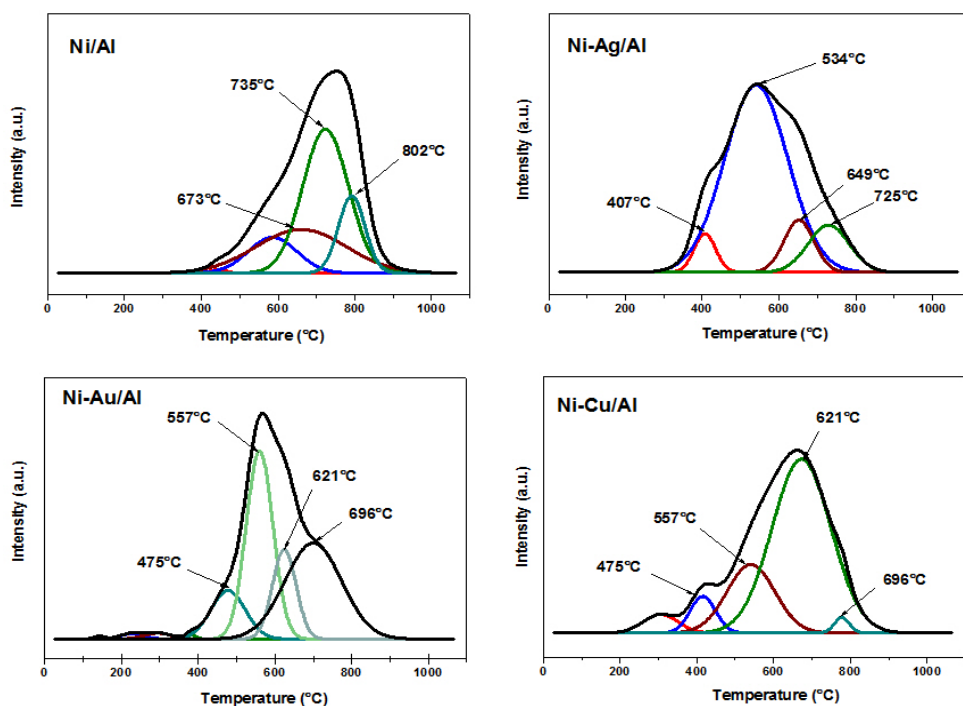 Ni/Al
735°C
802°C
673°C
Intensity (a.u.)
0 200 400 600 800 1000
Temperature (°C)
Ni-Ag/Al
534°C
649°C
407°C
725°C
Intensity (a.u.)
0 200 400 600 800 1000
Temperature (°C)
Ni-Au/Al
557°C
621°C
696°C
475°C
Intensity (a.u.)
0 200 400 600 800 1000
Temperature (°C)
Ni-Cu/Al
621°C
557°C
475°C
696°C
Intensity (a.u.)
0 200 400 600 800 1000
Temperature (°C)